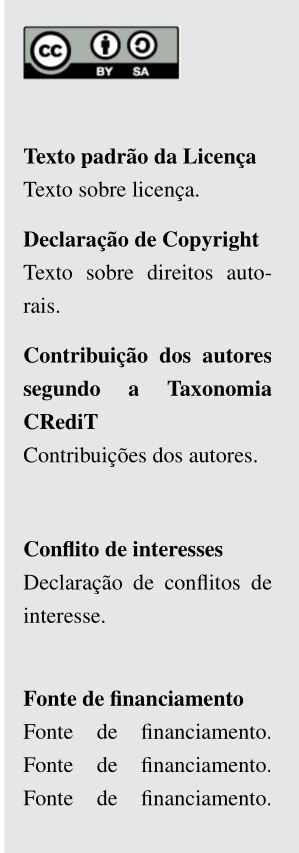 cc
BY SA
Texto padrão da Licença
Texto sobre licença.
Declaração de Copyright
Texto sobre direitos auto-
rais.
Contribuição dos autores
segundo a Taxonomia
CRediT
Contribuições dos autores.
Conflito de interesses
Declaração de conflitos de
interesse.
Fonte de financiamento
Fonte de financiamento.
Fonte de financiamento.
Fonte de financiamento.